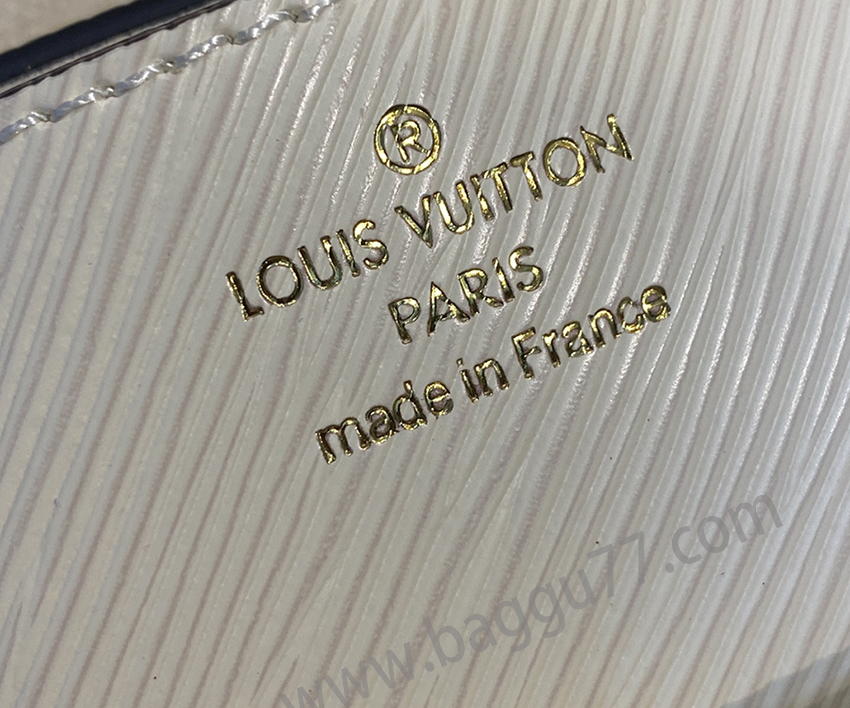 ®
LOUIS VUITTON
PARIS
made in France
www.baggu77.com